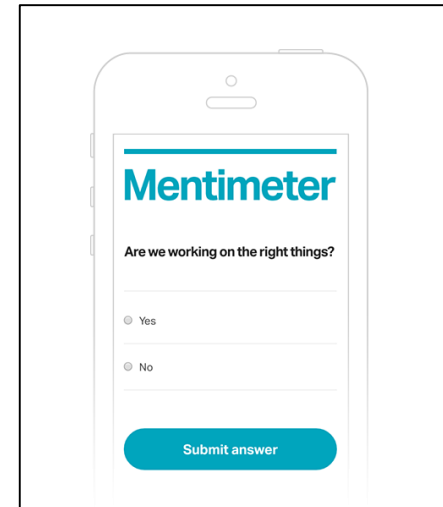 Mentimeter
Are we working on the right things?
Yes
No
Submit answer